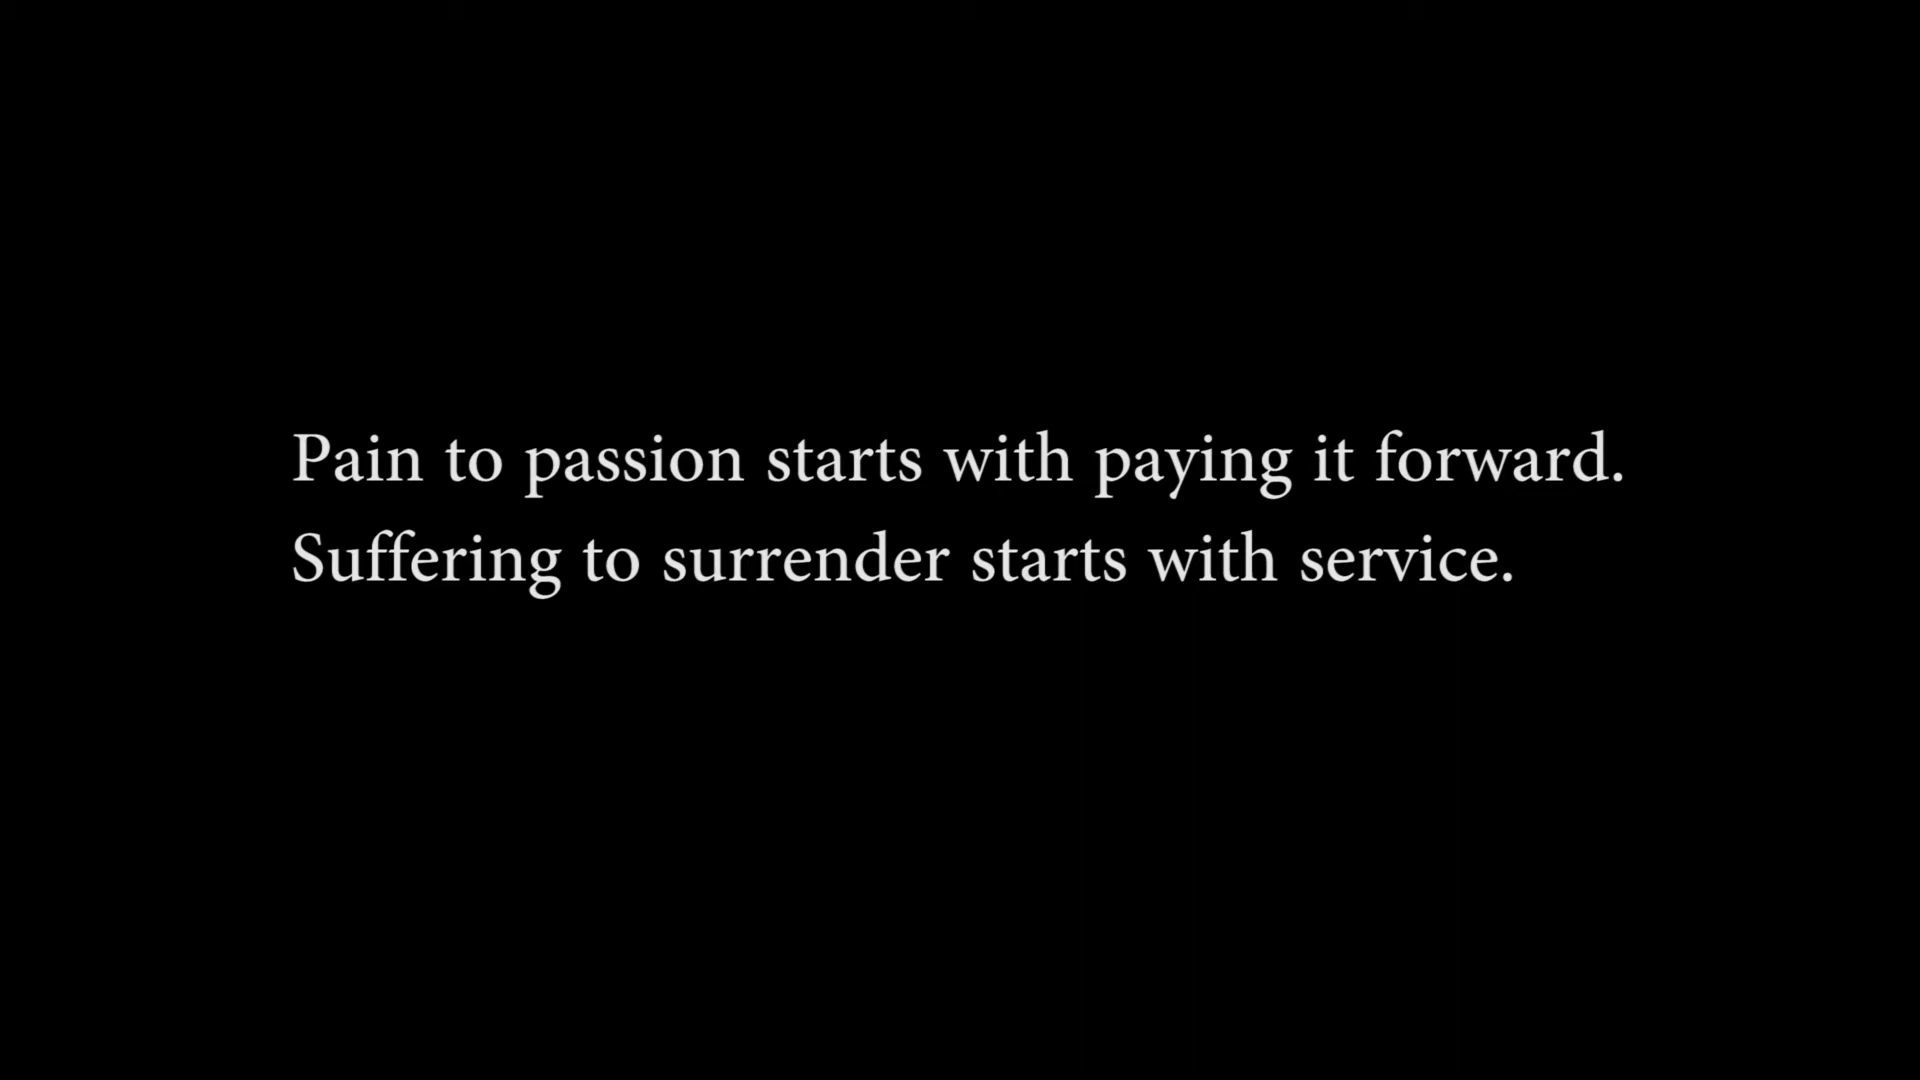 Pain to passion starts with paying it forward.
Suffering to surrender starts with service.